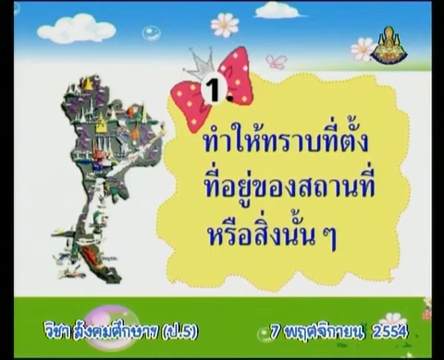 1.
ทำให้ทราบที่ตั้ง
ที่อยู่ของสถานที่
หรือสิ่งนั้น ๆ
วิชา สังคมศึกษาฯ (ป.5)
7 พฤศจิกายน 2554